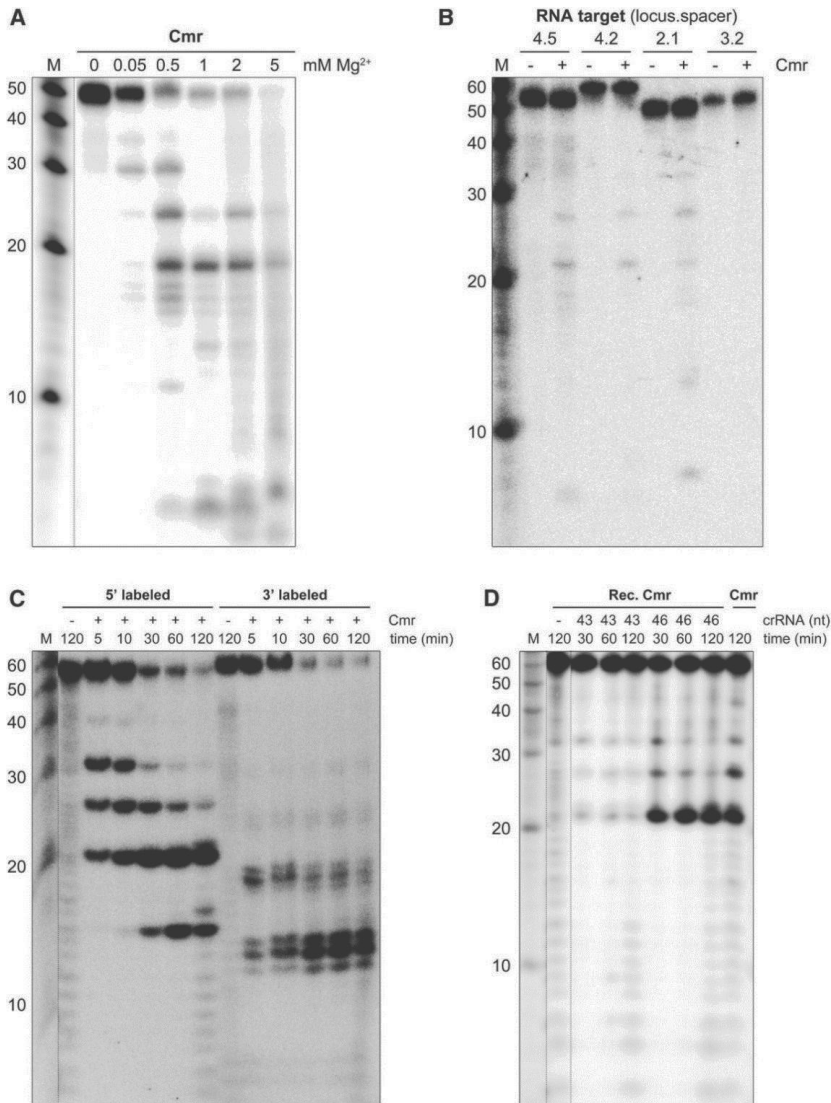 A
Cmr
M 0 0.05 0.5 1 2 5 mM Mg²⁺
50
40
30
20
10
B
RNA target (locus.spacer)
4.5 4.2 2.1 3.2
M - + - + - + - + Cmr
60
50
40
30
20
10
C
5' labeled 3' labeled
- + + + + + - + + + + + Cmr
M 120 5 10 30 60 120 120 5 10 30 60 120 time (min)
60
50
40
30
20
10
D
Rec. Cmr Cmr
- 43 43 43 46 46 46 crRNA (nt)
M 120 30 60 120 30 60 120 120 time (min)
60
50
40
30
20
10